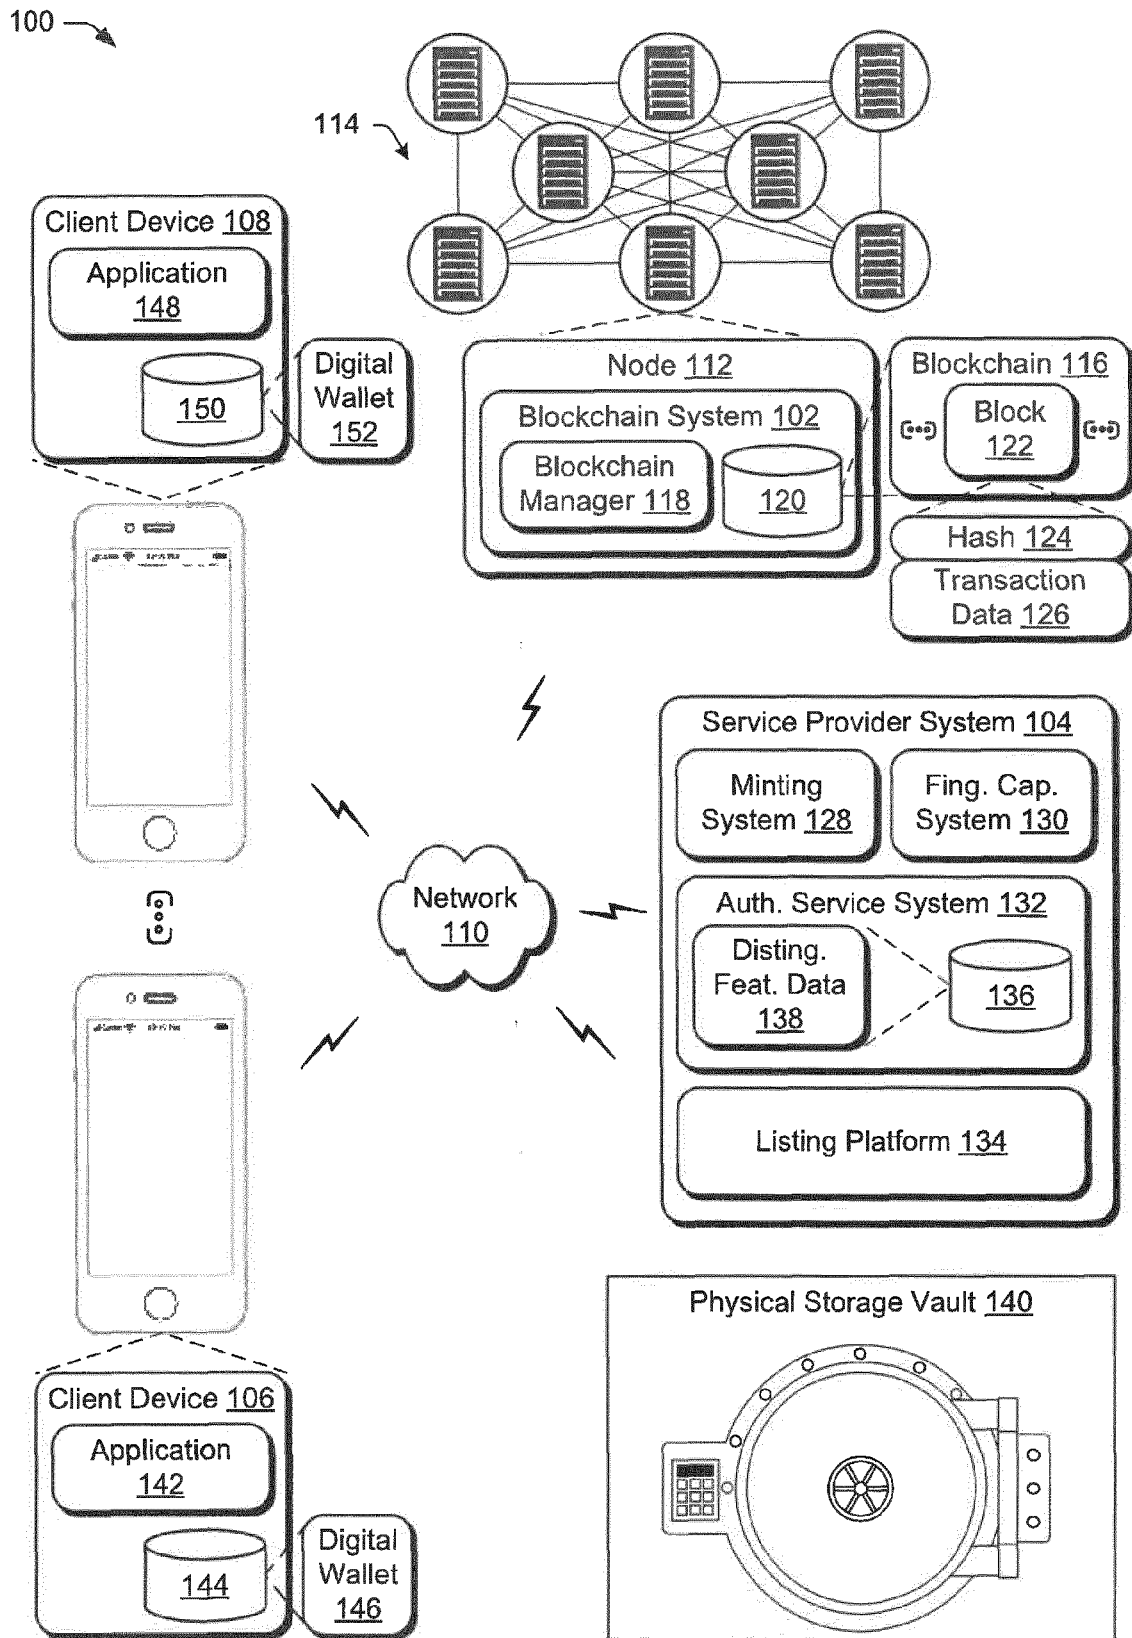 100
114
Client Device 108
Application
148
150
Digital
Wallet
152
Node 112
Blockchain System 102
Blockchain
Manager 118
120
Blockchain 116
Block
122
Hash 124
Transaction
Data 126
Service Provider System 104
Minting
System 128
Fing. Cap.
System 130
Network
110
Auth. Service System 132
Disting.
Feat. Data
138
136
Listing Platform 134
Physical Storage Vault 140
Client Device 106
Application
142
144
Digital
Wallet
146